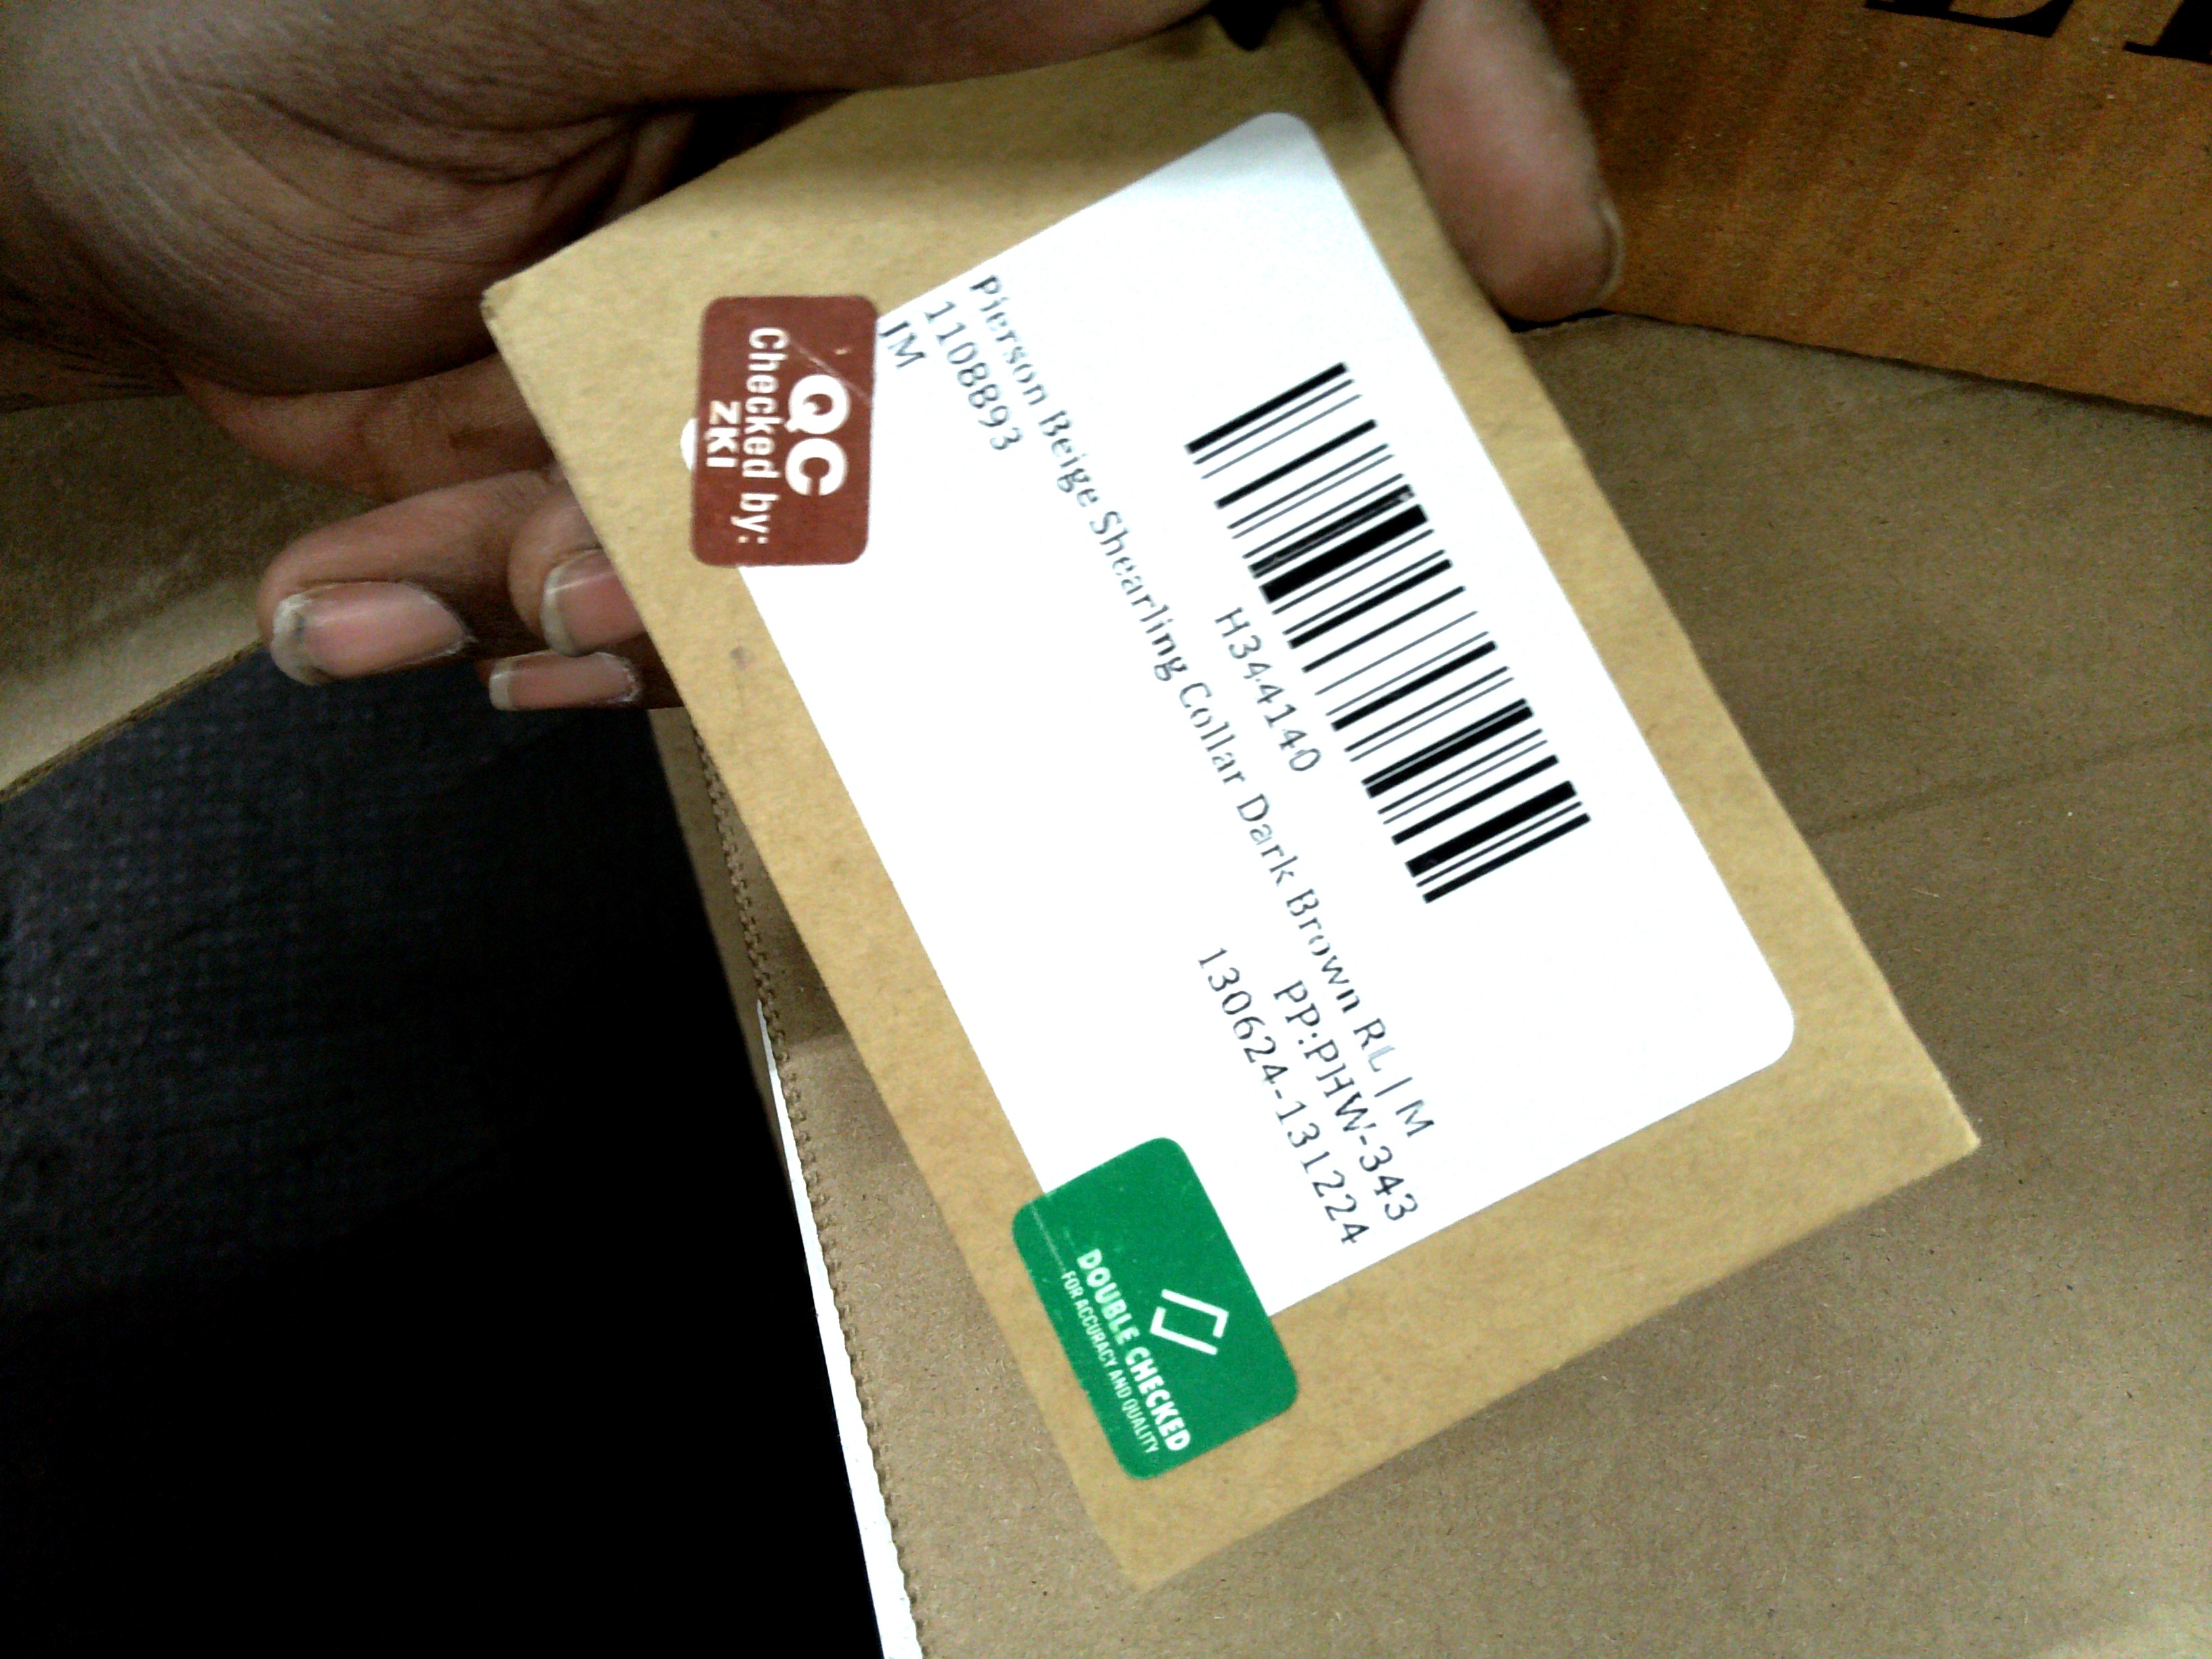 H344140
Pierson Beige Shearling Collar Dark Brown RL | M
1108893
PP:PHW-343
JM
130624-131224
QC
Checked by:
ZKI
DOUBLE CHECKED
FOR ACCURACY AND QUALITY